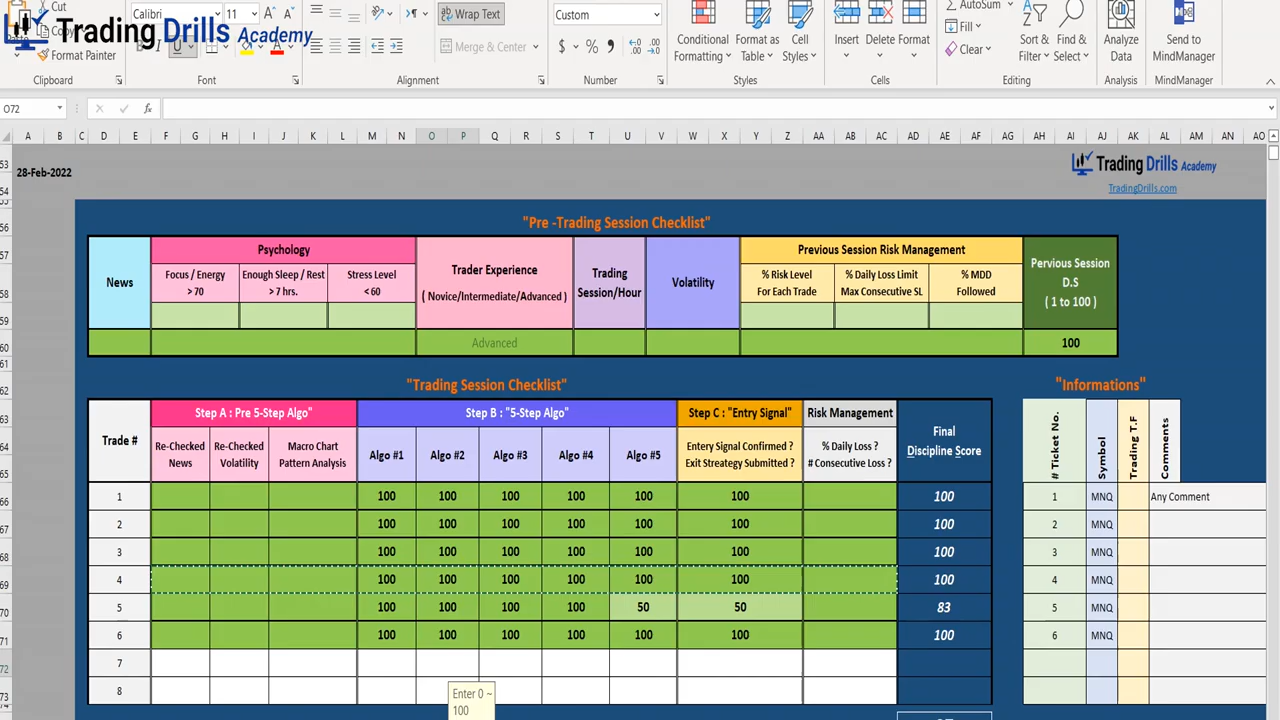 Cut
Calibri
11
Wrap Text
Custom
AutoSum
Fill
Trading Drills Academy
Format Painter
Merge & Center
Conditional Formatting
Format as Table
Cell Styles
Insert
Delete
Format
Clear
Sort & Filter
Find & Select
Analyze Data
Send to MindManager
Clipboard
Font
Alignment
Number
Styles
Cells
Editing
Analysis
MindManager
O72
fx
A B C D E F G H I J K L M N O P Q R S T U V W X Y Z AA AB AC AD AE AF AG AH AI AJ AK AL AM AN AO
28-Feb-2022
Trading Drills Academy
TradingDrills.com
"Pre -Trading Session Checklist"
News
Psychology
Focus / Energy > 70
Enough Sleep / Rest > 7 hrs.
Stress Level < 60
Trader Experience
( Novice/Intermediate/Advanced )
Trading Session/Hour
Volatility
Previous Session Risk Management
% Risk Level For Each Trade
% Daily Loss Limit Max Consecutive SL
% MDD Followed
Pervious Session D.S ( 1 to 100 )
Advanced
100
"Trading Session Checklist"
"Informations"
Trade #
Step A : Pre 5-Step Algo"
Step B : "5-Step Algo"
Step C : "Entry Signal"
Risk Management
Final Discipline Score
Re-Checked News
Re-Checked Volatility
Macro Chart Pattern Analysis
Algo #1
Algo #2
Algo #3
Algo #4
Algo #5
Entery Signal Confirmed ?
Exit Streategy Submitted ?
% Daily Loss ?
# Consecutive Loss ?
# Ticket No.
Symbol
Trading T.F
Comments
1 100 100 100 100 100 100 100 1 MNQ Any Comment
2 100 100 100 100 100 100 100 2 MNQ
3 100 100 100 100 100 100 100 3 MNQ
4 100 100 100 100 100 100 100 4 MNQ
5 100 100 100 100 50 50 83 5 MNQ
6 100 100 100 100 100 100 100 6 MNQ
7
8
Enter 0 ~
100